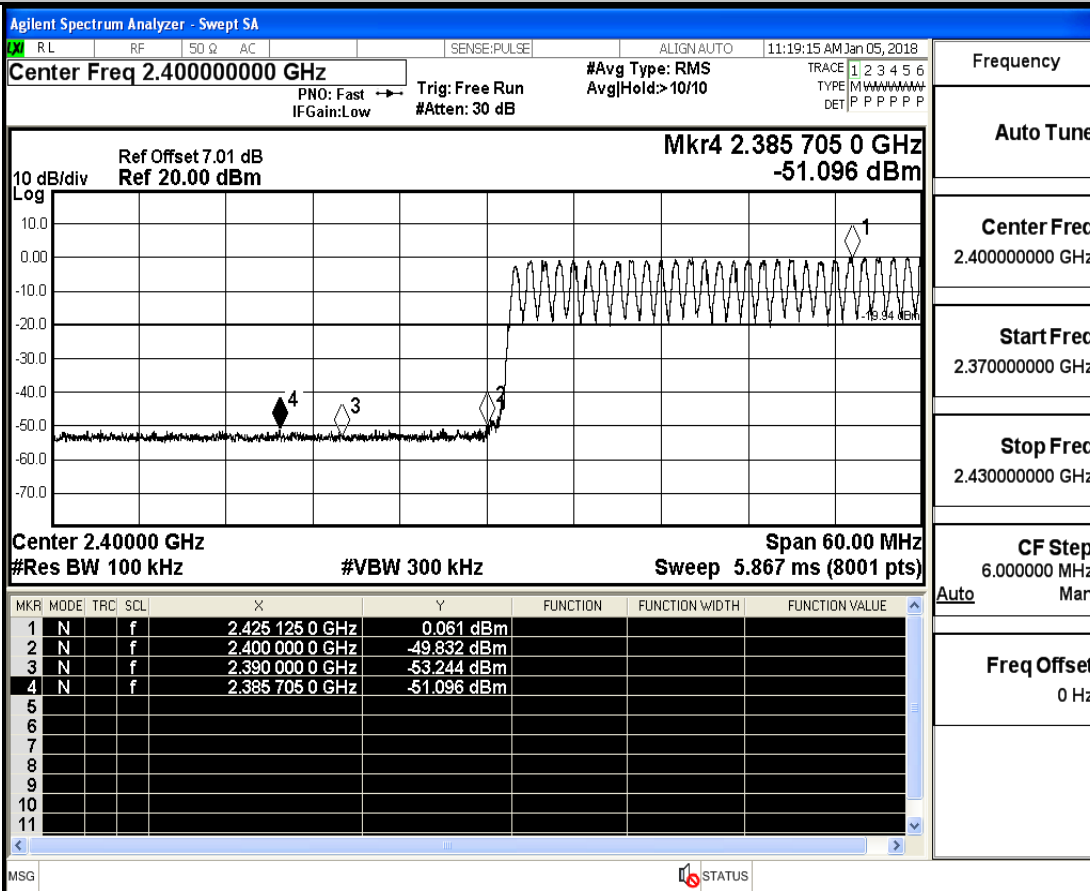 Agilent Spectrum Analyzer - Swept SA
LXI RL RF 50 Ω AC SENSE:PULSE ALIGN AUTO 11:19:15 AM Jan 05, 2018
Center Freq 2.400000000 GHz
PNO: Fast
IFGain:Low
Trig: Free Run
#Atten: 30 dB
#Avg Type: RMS
Avg|Hold:>10/10
TRACE 1 2 3 4 5 6
TYPE M WWWWW
DET P P P P P P
Ref Offset 7.01 dB
10 dB/div Ref 20.00 dBm
Log
Mkr4 2.385 705 0 GHz
-51.096 dBm
10.0
0.00
-10.0
-20.0
-30.0
-40.0
-50.0
-60.0
-70.0
1
-19.94 dBm
4
3
2
Center 2.40000 GHz Span 60.00 MHz
#Res BW 100 kHz #VBW 300 kHz Sweep 5.867 ms (8001 pts)
MKR MODE TRC SCL X Y FUNCTION FUNCTION WIDTH FUNCTION VALUE
1 N f 2.425 125 0 GHz 0.061 dBm
2 N f 2.400 000 0 GHz -49.832 dBm
3 N f 2.390 000 0 GHz -53.244 dBm
4 N f 2.385 705 0 GHz -51.096 dBm
5
6
7
8
9
10
11
MSG STATUS
Frequency
Auto Tune
Center Freq
2.400000000 GHz
Start Freq
2.370000000 GHz
Stop Freq
2.430000000 GHz
CF Step
6.000000 MHz
Auto Man
Freq Offset
0 Hz